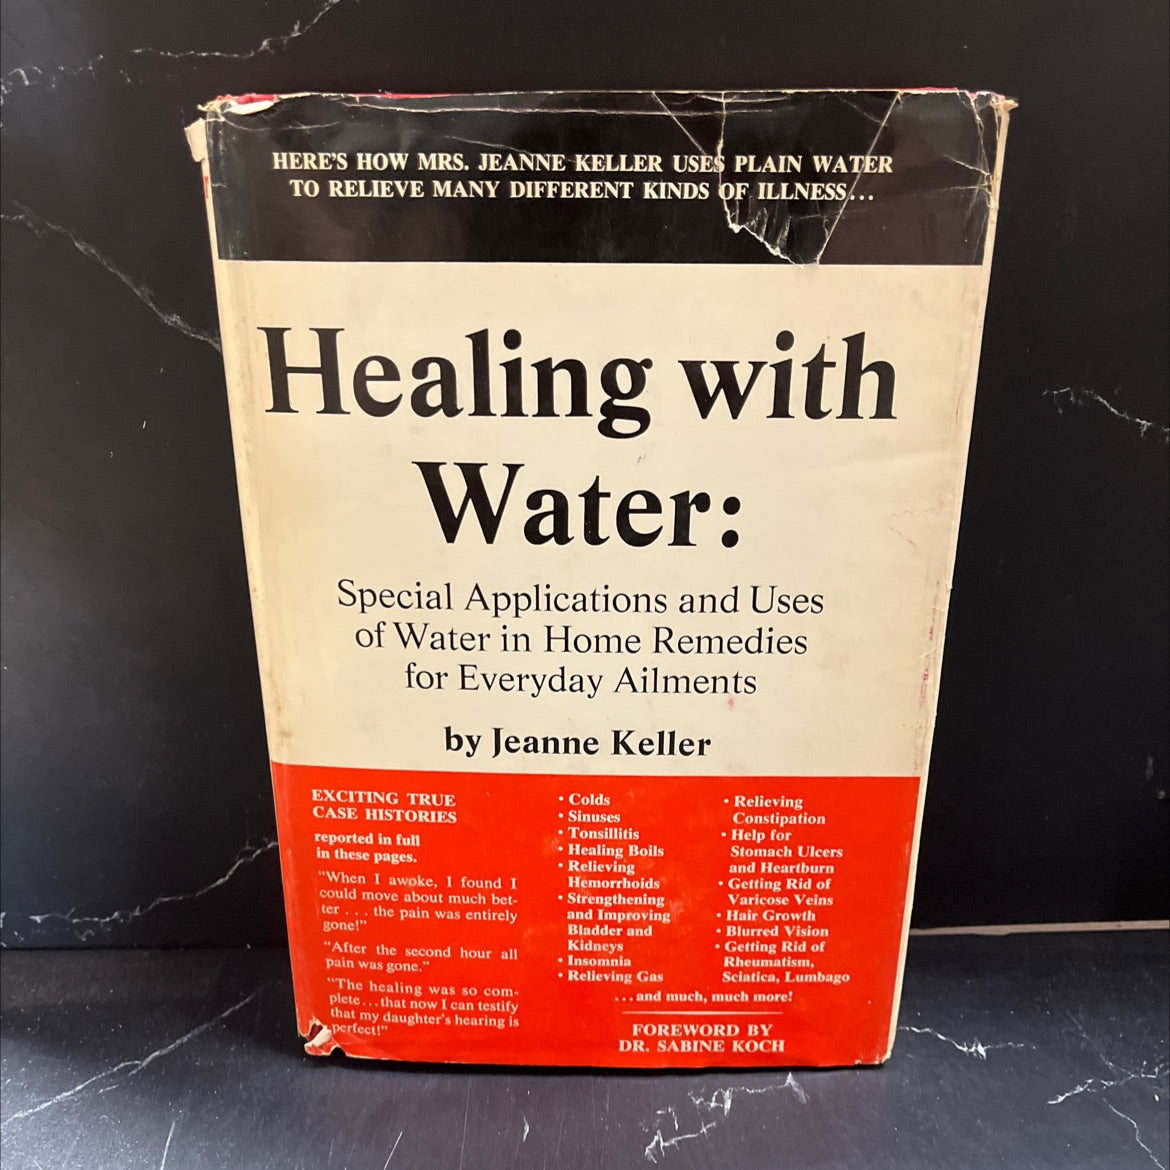 HERE'S HOW MRS. JEANNE KELLER USES PLAIN WATER
TO RELIEVE MANY DIFFERENT KINDS OF ILLNESS...
Healing with
Water:
Special Applications and Uses
of Water in Home Remedies
for Everyday Ailments
by Jeanne Keller
EXCITING TRUE
CASE HISTORIES
reported in full
in these pages.
"When I awoke, I found I
could move about much bet-
ter . . . the pain was entirely
gone!"
"After the second hour all
pain was gone."
"The healing was so com-
plete . . . that now I can testify
that my daughter's hearing is
perfect!"
• Colds
• Sinuses
• Tonsillitis
• Healing Boils
• Relieving
Hemorrhoids
• Strengthening
and Improving
Bladder and
Kidneys
• Insomnia
• Relieving Gas
• Relieving
Constipation
• Help for
Stomach Ulcers
and Heartburn
• Getting Rid of
Varicose Veins
• Hair Growth
• Blurred Vision
• Getting Rid of
Rheumatism,
Sciatica, Lumbago
. . . and much, much more!
FOREWORD BY
DR. SABINE KOCH